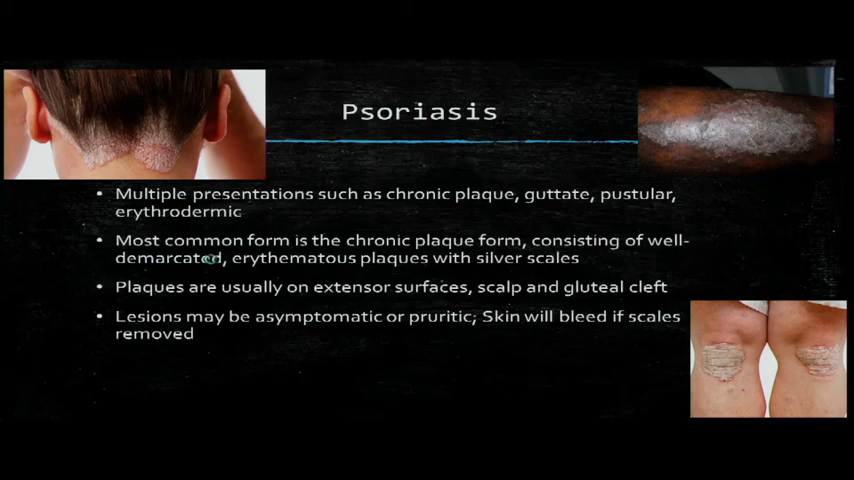 Psoriasis
• Multiple presentations such as chronic plaque, guttate, pustular,
erythrodermic
• Most common form is the chronic plaque form, consisting of well-
demarcated, erythematous plaques with silver scales
• Plaques are usually on extensor surfaces, scalp and gluteal cleft
• Lesions may be asymptomatic or pruritic; Skin will bleed if scales
removed